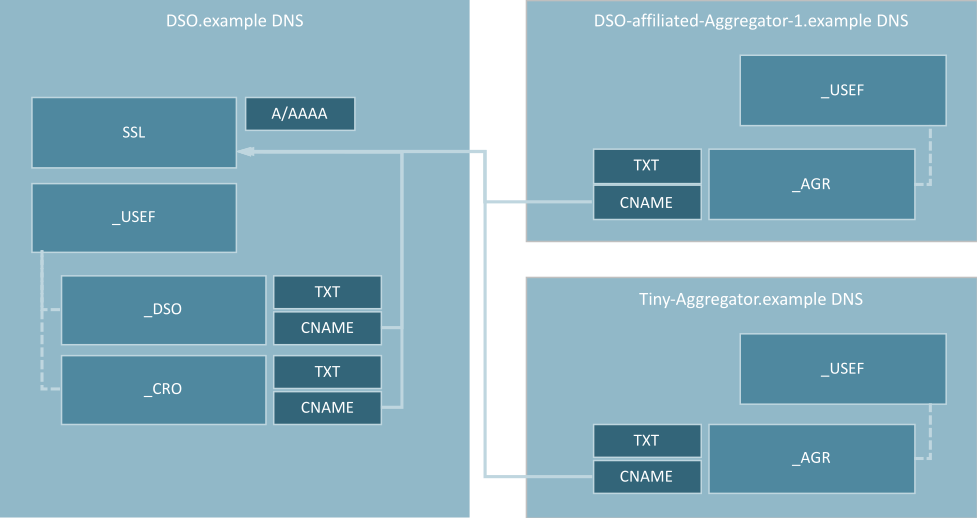 DSO.example DNS
SSL
A/AAAA
_USEF
_DSO
TXT
CNAME
_CRO
TXT
CNAME
DSO-affiliated-Aggregator-1.example DNS
_USEF
TXT
CNAME
_AGR
Tiny-Aggregator.example DNS
_USEF
TXT
CNAME
_AGR